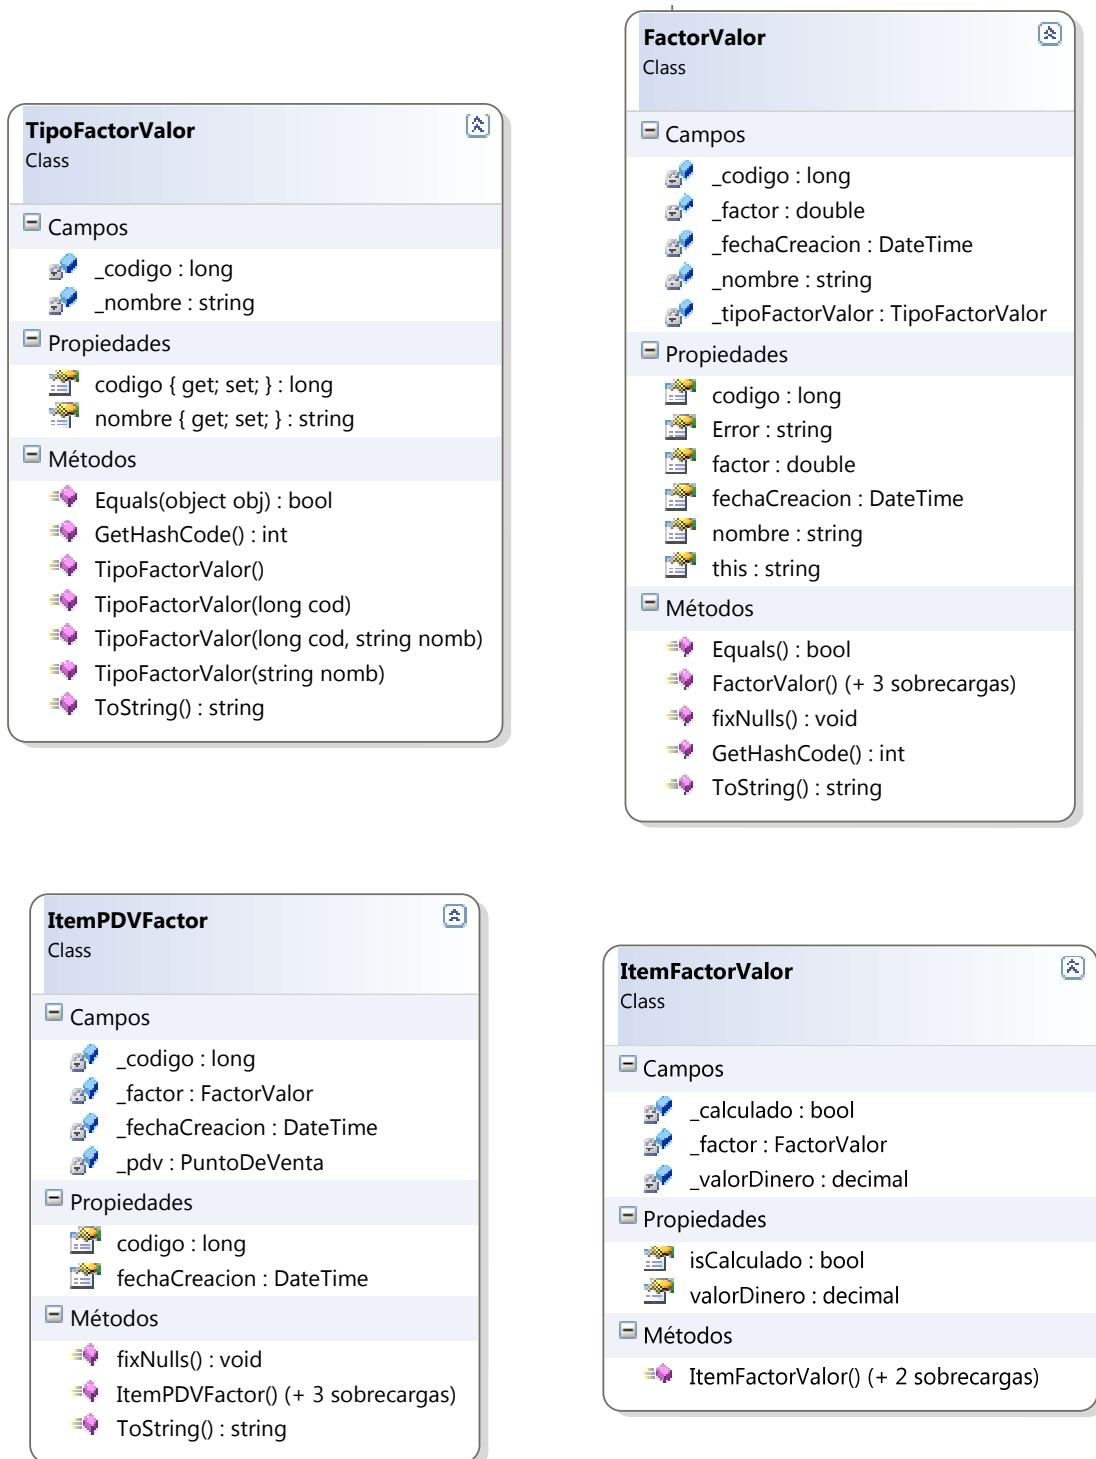 TipoFactorValor
Class
Campos
_codigo : long
_nombre : string
Propiedades
codigo { get; set; } : long
nombre { get; set; } : string
Métodos
Equals(object obj) : bool
GetHashCode() : int
TipoFactorValor()
TipoFactorValor(long cod)
TipoFactorValor(long cod, string nomb)
TipoFactorValor(string nomb)
ToString() : string
FactorValor
Class
Campos
_codigo : long
_factor : double
_fechaCreacion : DateTime
_nombre : string
_tipoFactorValor : TipoFactorValor
Propiedades
codigo : long
Error : string
factor : double
fechaCreacion : DateTime
nombre : string
this : string
Métodos
Equals() : bool
FactorValor() (+ 3 sobrecargas)
fixNulls() : void
GetHashCode() : int
ToString() : string
ItemPDVFactor
Class
Campos
_codigo : long
_factor : FactorValor
_fechaCreacion : DateTime
_pdv : PuntoDeVenta
Propiedades
codigo : long
fechaCreacion : DateTime
Métodos
fixNulls() : void
ItemPDVFactor() (+ 3 sobrecargas)
ToString() : string
ItemFactorValor
Class
Campos
_calculado : bool
_factor : FactorValor
_valorDinero : decimal
Propiedades
isCalculado : bool
valorDinero : decimal
Métodos
ItemFactorValor() (+ 2 sobrecargas)